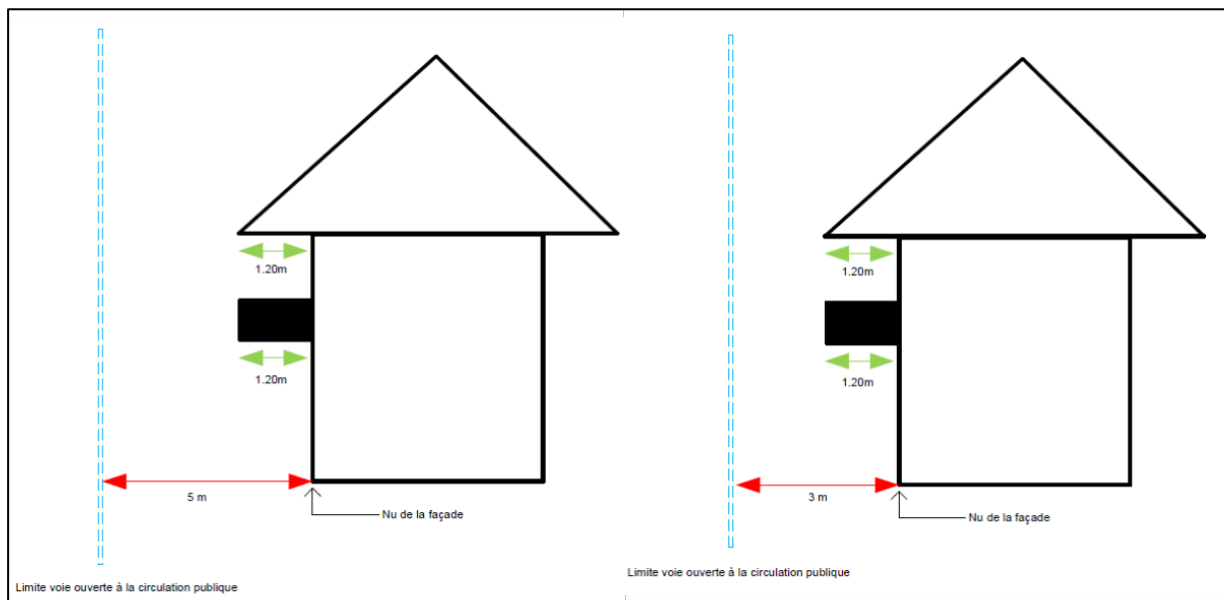 1.20m
1.20m
5 m
Nu de la façade
Limite voie ouverte à la circulation publique
1.20m
1.20m
3 m
Nu de la façade
Limite voie ouverte à la circulation publique